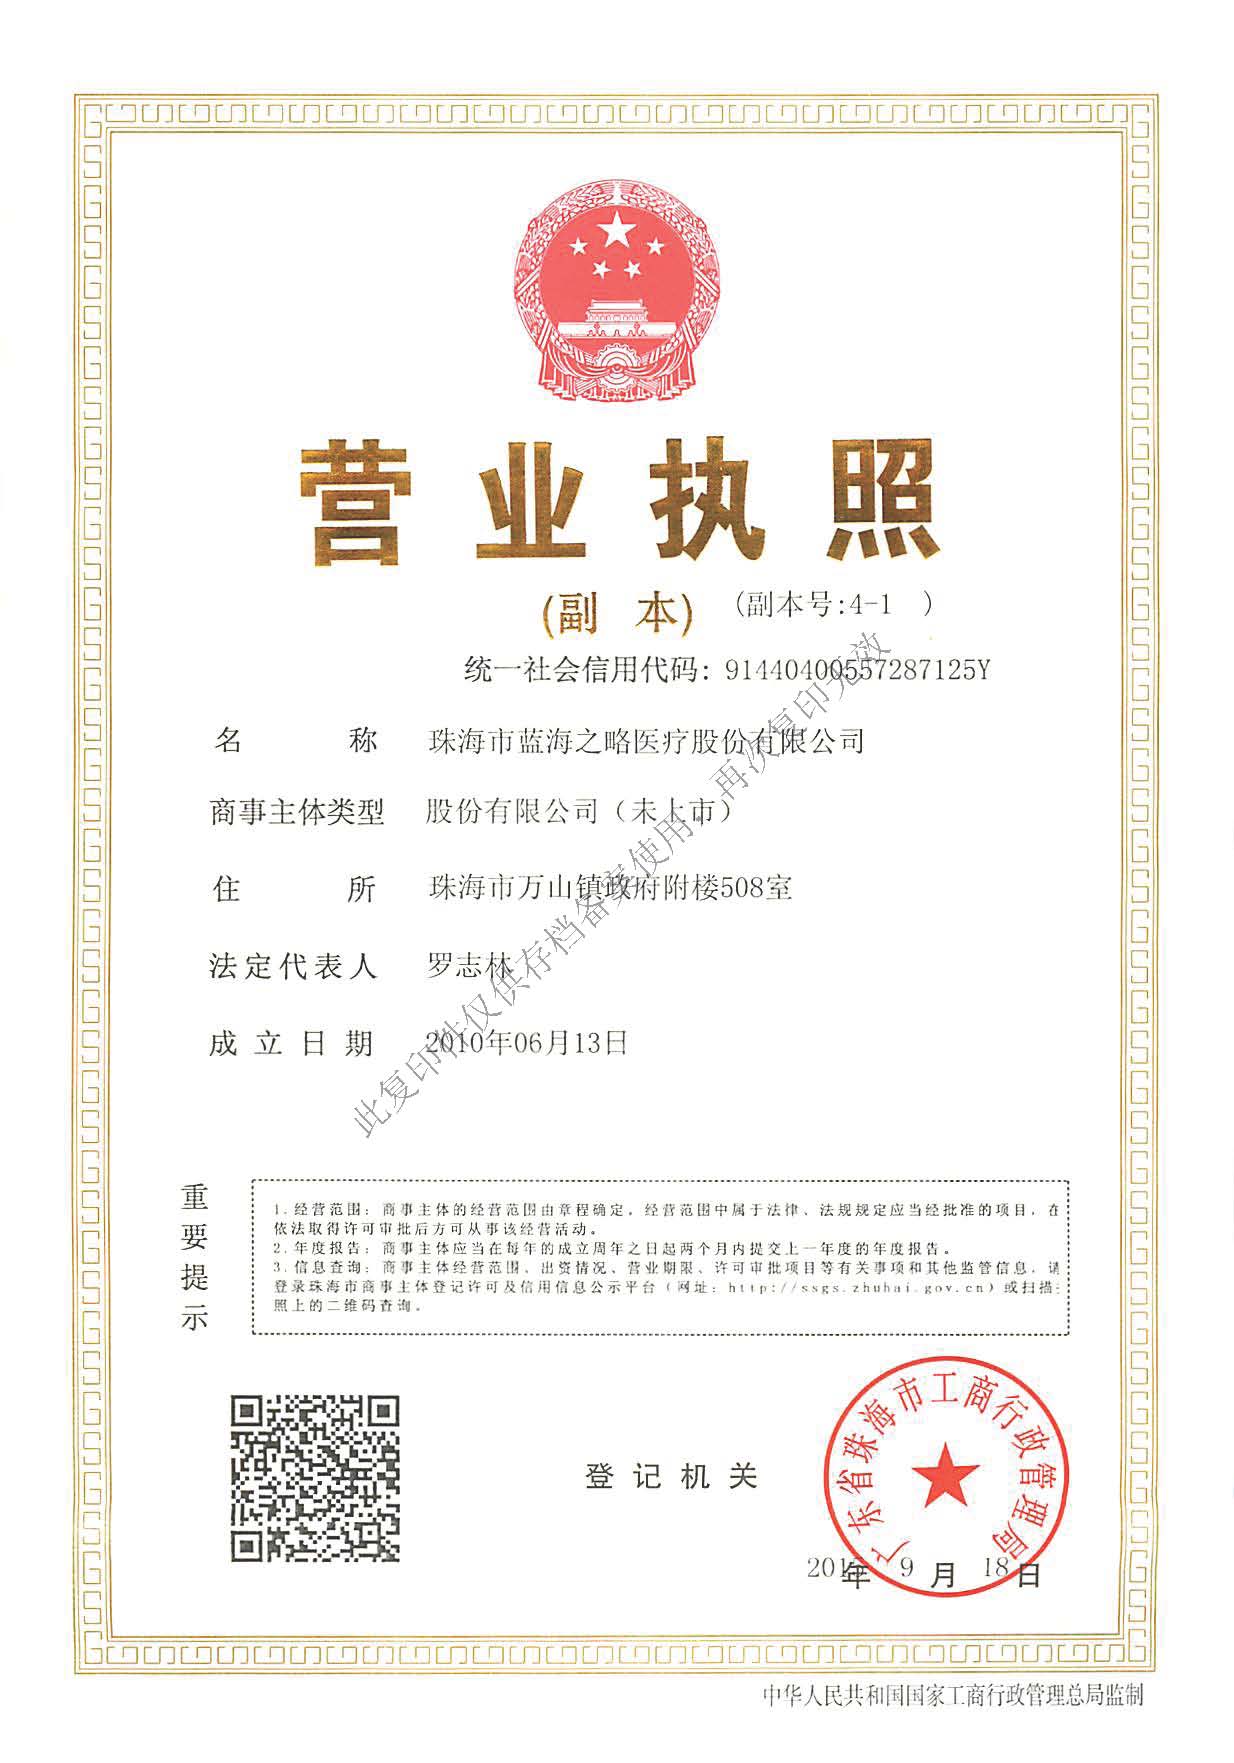 营业执照
(副 本) (副本号:4-1 )
统一社会信用代码: 91440400557287125Y
名称 珠海市蓝海之略医疗股份有限公司
商事主体类型 股份有限公司（未上市）
住所 珠海市万山镇政府附楼508室
法定代表人 罗志林
成立日期 2010年06月13日
此复印件仅供存档备案使用，再次复印无效
重要提示
1.经营范围：商事主体的经营范围由章程确定。经营范围中属于法律、法规规定应当经批准的项目，在
依法取得许可审批后方可从事该经营活动。
2.年度报告：商事主体应当在每年的成立周年之日起两个月内提交上一年度的年度报告。
3.信息查询：商事主体经营范围、出资情况、营业期限、许可审批项目等有关事项和其他监管信息，请
登录珠海市商事主体登记许可及信用信息公示平台（网址：http://ssgs.zhuhai.gov.cn）或扫描
照上的二维码查询。
登记机关
广东省珠海市工商行政管理局
年 9 月 18 日
中华人民共和国国家工商行政管理总局监制